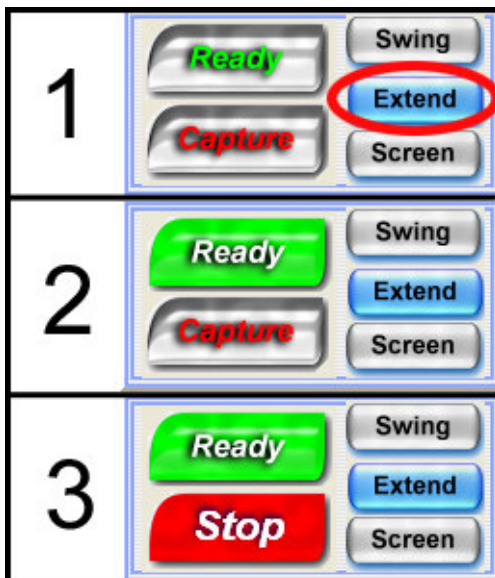 1
Ready
Capture
Swing
Extend
Screen
2
Ready
Capture
Swing
Extend
Screen
3
Ready
Stop
Swing
Extend
Screen